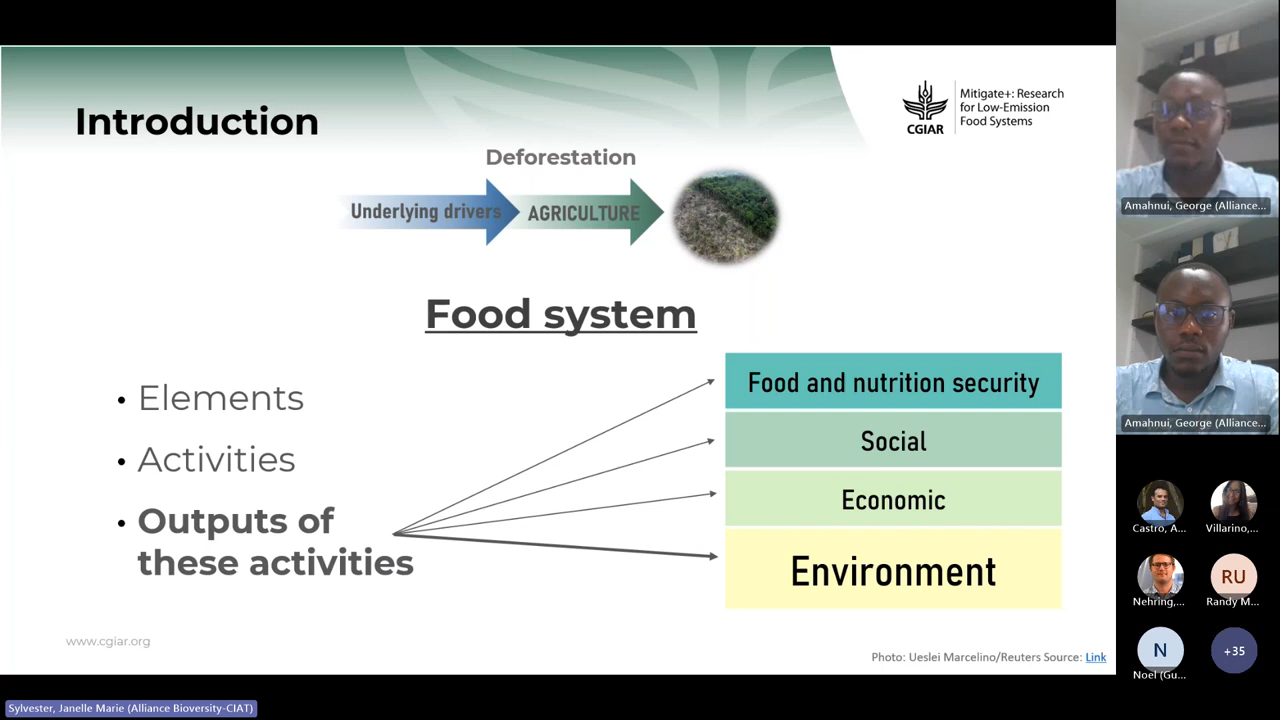 Introduction
CGIAR
Mitigate+: Research
for Low-Emission
Food Systems
Deforestation
Underlying drivers
AGRICULTURE
Food system
• Elements
• Activities
• Outputs of
these activities
Food and nutrition security
Social
Economic
Environment
www.cgiar.org
Photo: Ueslei Marcelino/Reuters Source: Link
Amahnui, George (Alliance...
Amahnui, George (Alliance...
Castro, A...
Villarino,...
Nehring,...
RU
Randy M...
N
Noel (Gu...
+35
Sylvester, Janelle Marie (Alliance Bioversity-CIAT)